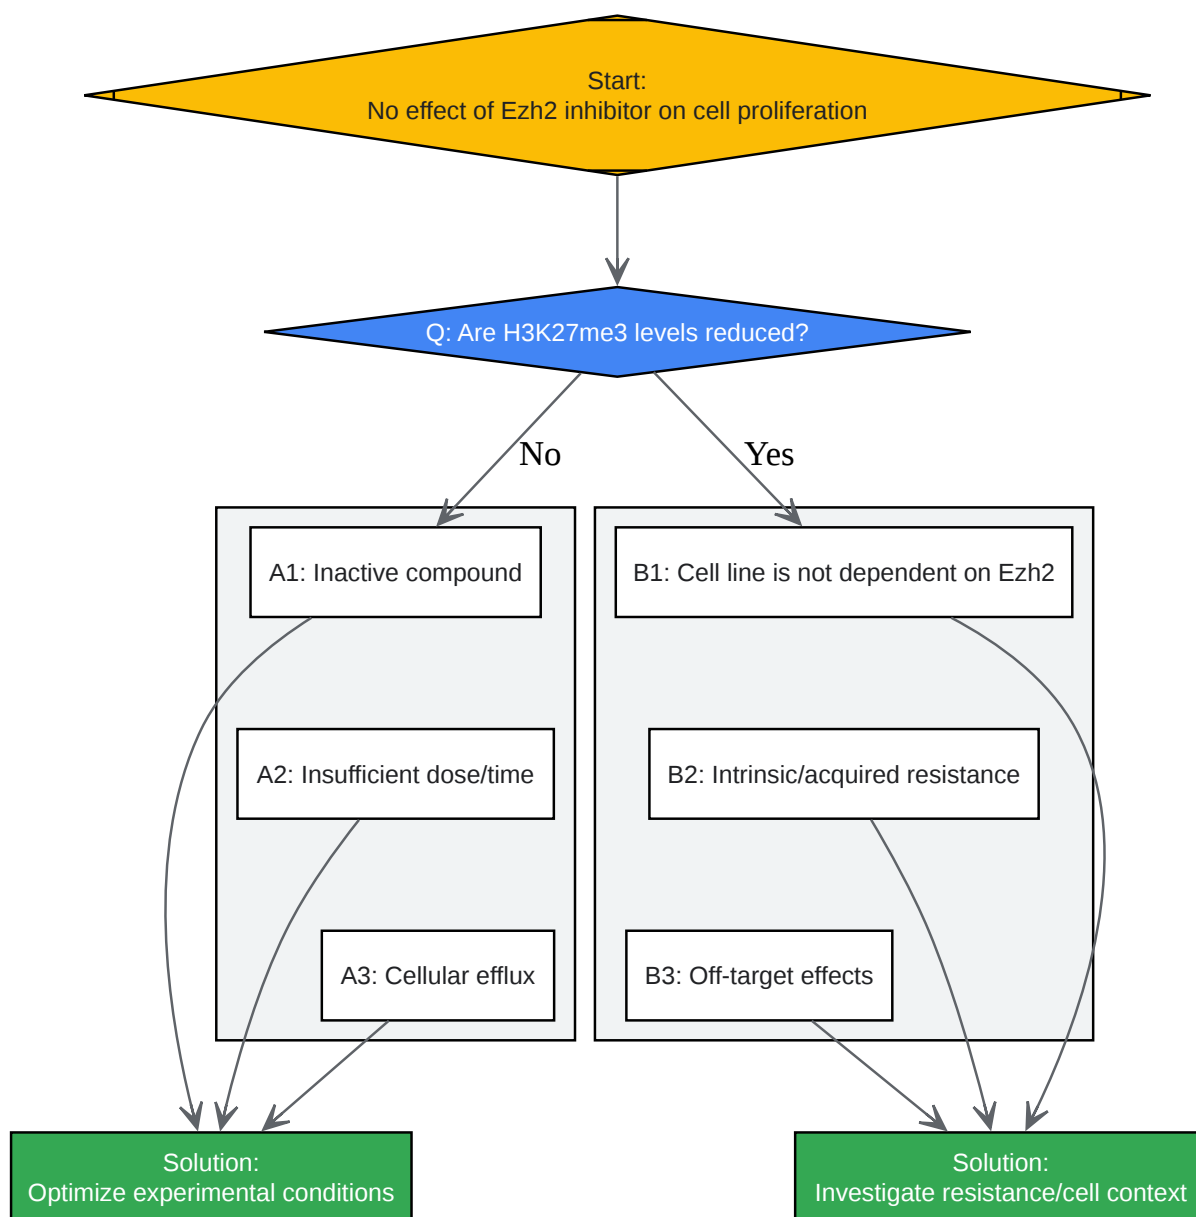 Start:
No effect of Ezh2 inhibitor on cell proliferation
Q: Are H3K27me3 levels reduced?
No
Yes
A1: Inactive compound
B1: Cell line is not dependent on Ezh2
A2: Insufficient dose/time
B2: Intrinsic/acquired resistance
A3: Cellular efflux
B3: Off-target effects
Solution:
Optimize experimental conditions
Solution:
Investigate resistance/cell context